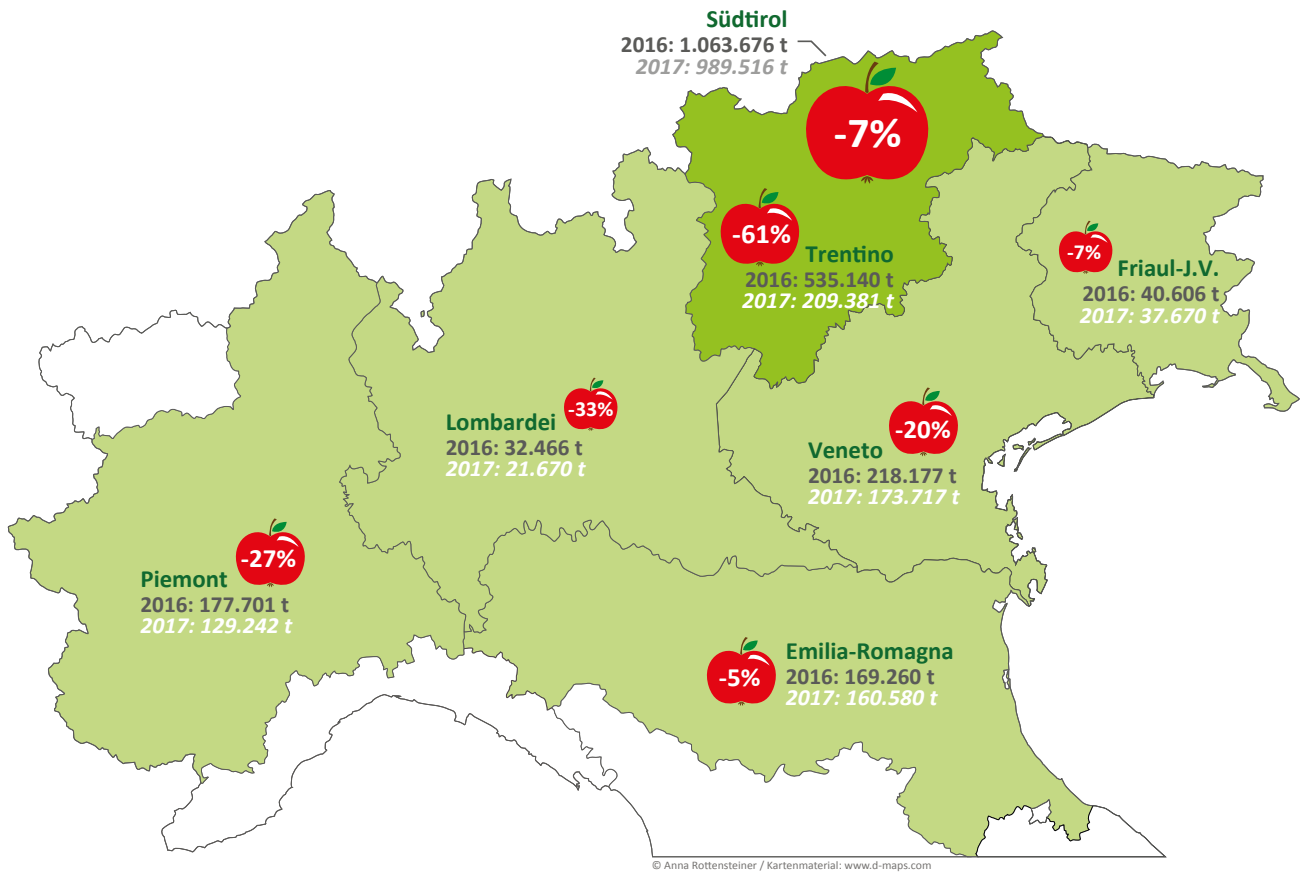 Südtirol
2016: 1.063.676 t
2017: 989.516 t
-7%
-61%
Trentino
2016: 535.140 t
2017: 209.381 t
-7%
Friaul-J.V.
2016: 40.606 t
2017: 37.670 t
-33%
Lombardei
2016: 32.466 t
2017: 21.670 t
-20%
Veneto
2016: 218.177 t
2017: 173.717 t
-27%
Piemont
2016: 177.701 t
2017: 129.242 t
-5%
Emilia-Romagna
2016: 169.260 t
2017: 160.580 t
© Anna Rottensteiner / Kartenmaterial: www.d-maps.com